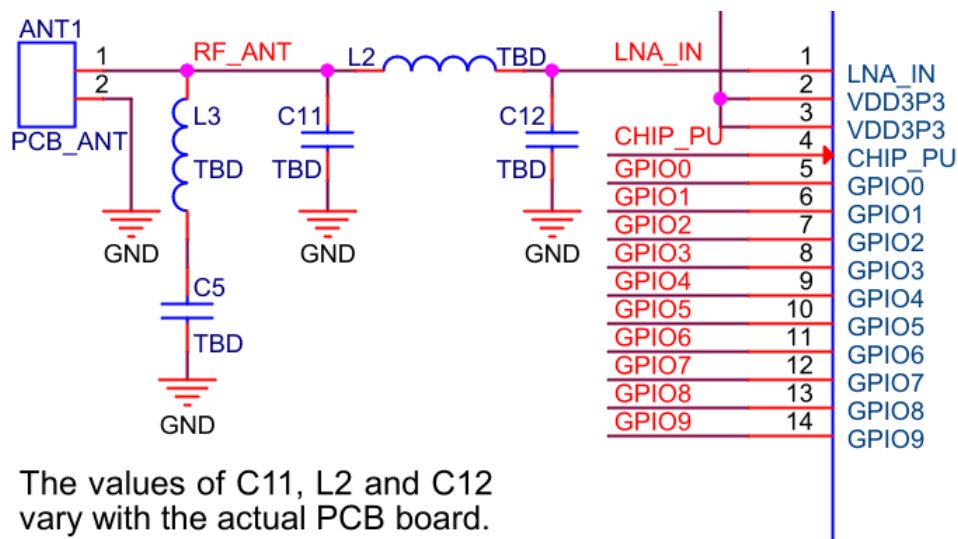 ANT1
PCB_ANT
1
2
RF_ANT
L2
TBD
LNA_IN
L3
TBD
C11
TBD
C12
TBD
GND
GND
GND
C5
TBD
GND
1
LNA_IN
2
VDD3P3
3
VDD3P3
CHIP_PU
4
CHIP_PU
GPIO0
5
GPIO0
GPIO1
6
GPIO1
GPIO2
7
GPIO2
GPIO3
8
GPIO3
GPIO4
9
GPIO4
GPIO5
10
GPIO5
GPIO6
11
GPIO6
GPIO7
12
GPIO7
GPIO8
13
GPIO8
GPIO9
14
GPIO9
The values of C11, L2 and C12
vary with the actual PCB board.